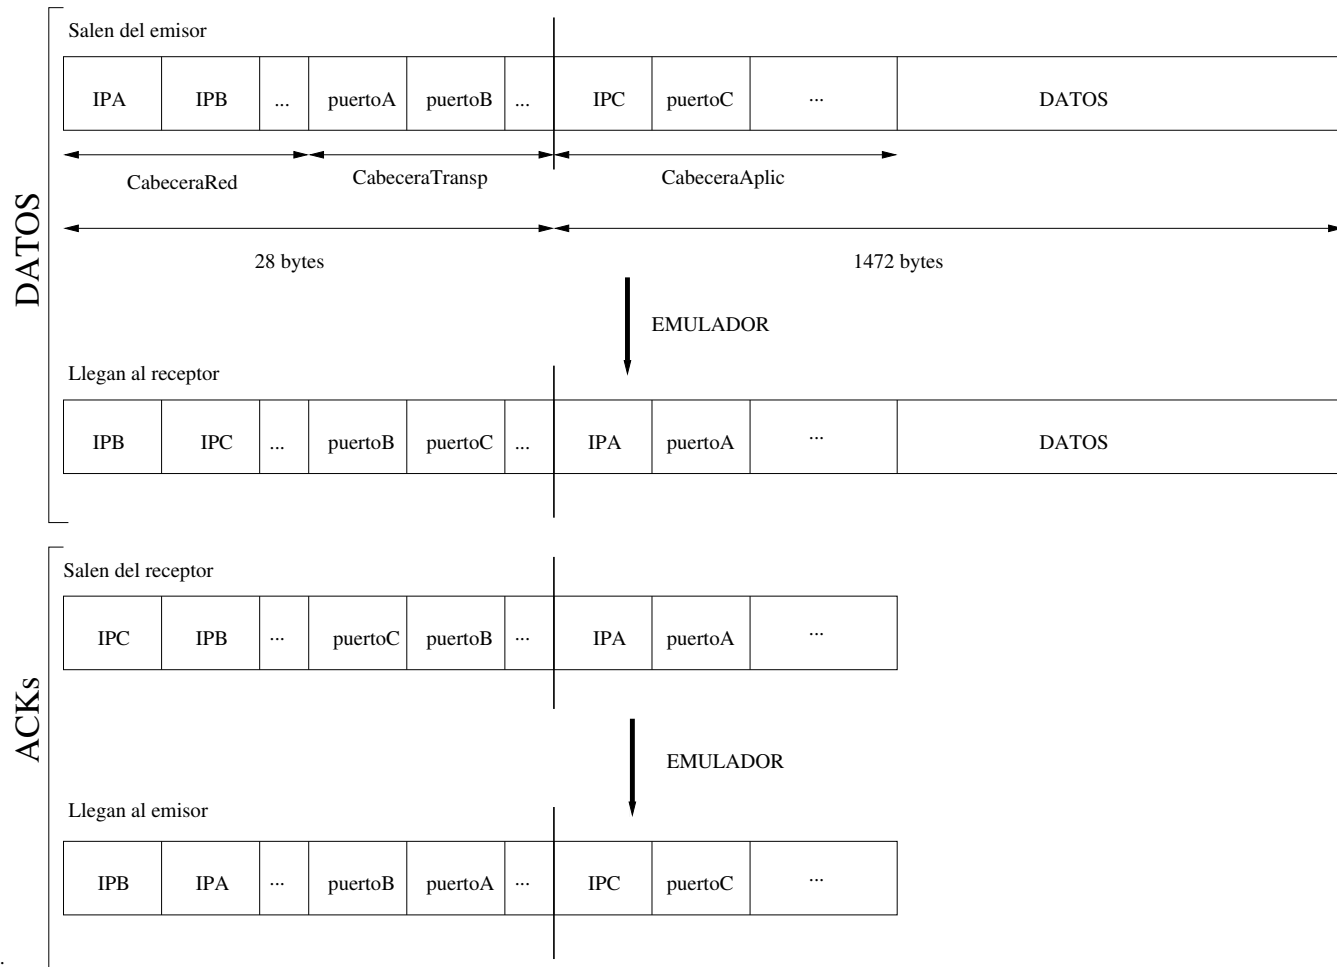 DATOS
Salen del emisor
IPA IPB ... puertoA puertoB ... IPC puertoC ... DATOS
CabeceraRed CabeceraTransp CabeceraAplic
28 bytes 1472 bytes
EMULADOR
Llegan al receptor
IPB IPC ... puertoB puertoC ... IPA puertoA ... DATOS
ACKs
Salen del receptor
IPC IPB ... puertoC puertoB ... IPA puertoA ...
EMULADOR
Llegan al emisor
IPB IPA ... puertoB puertoA ... IPC puertoC ...
.